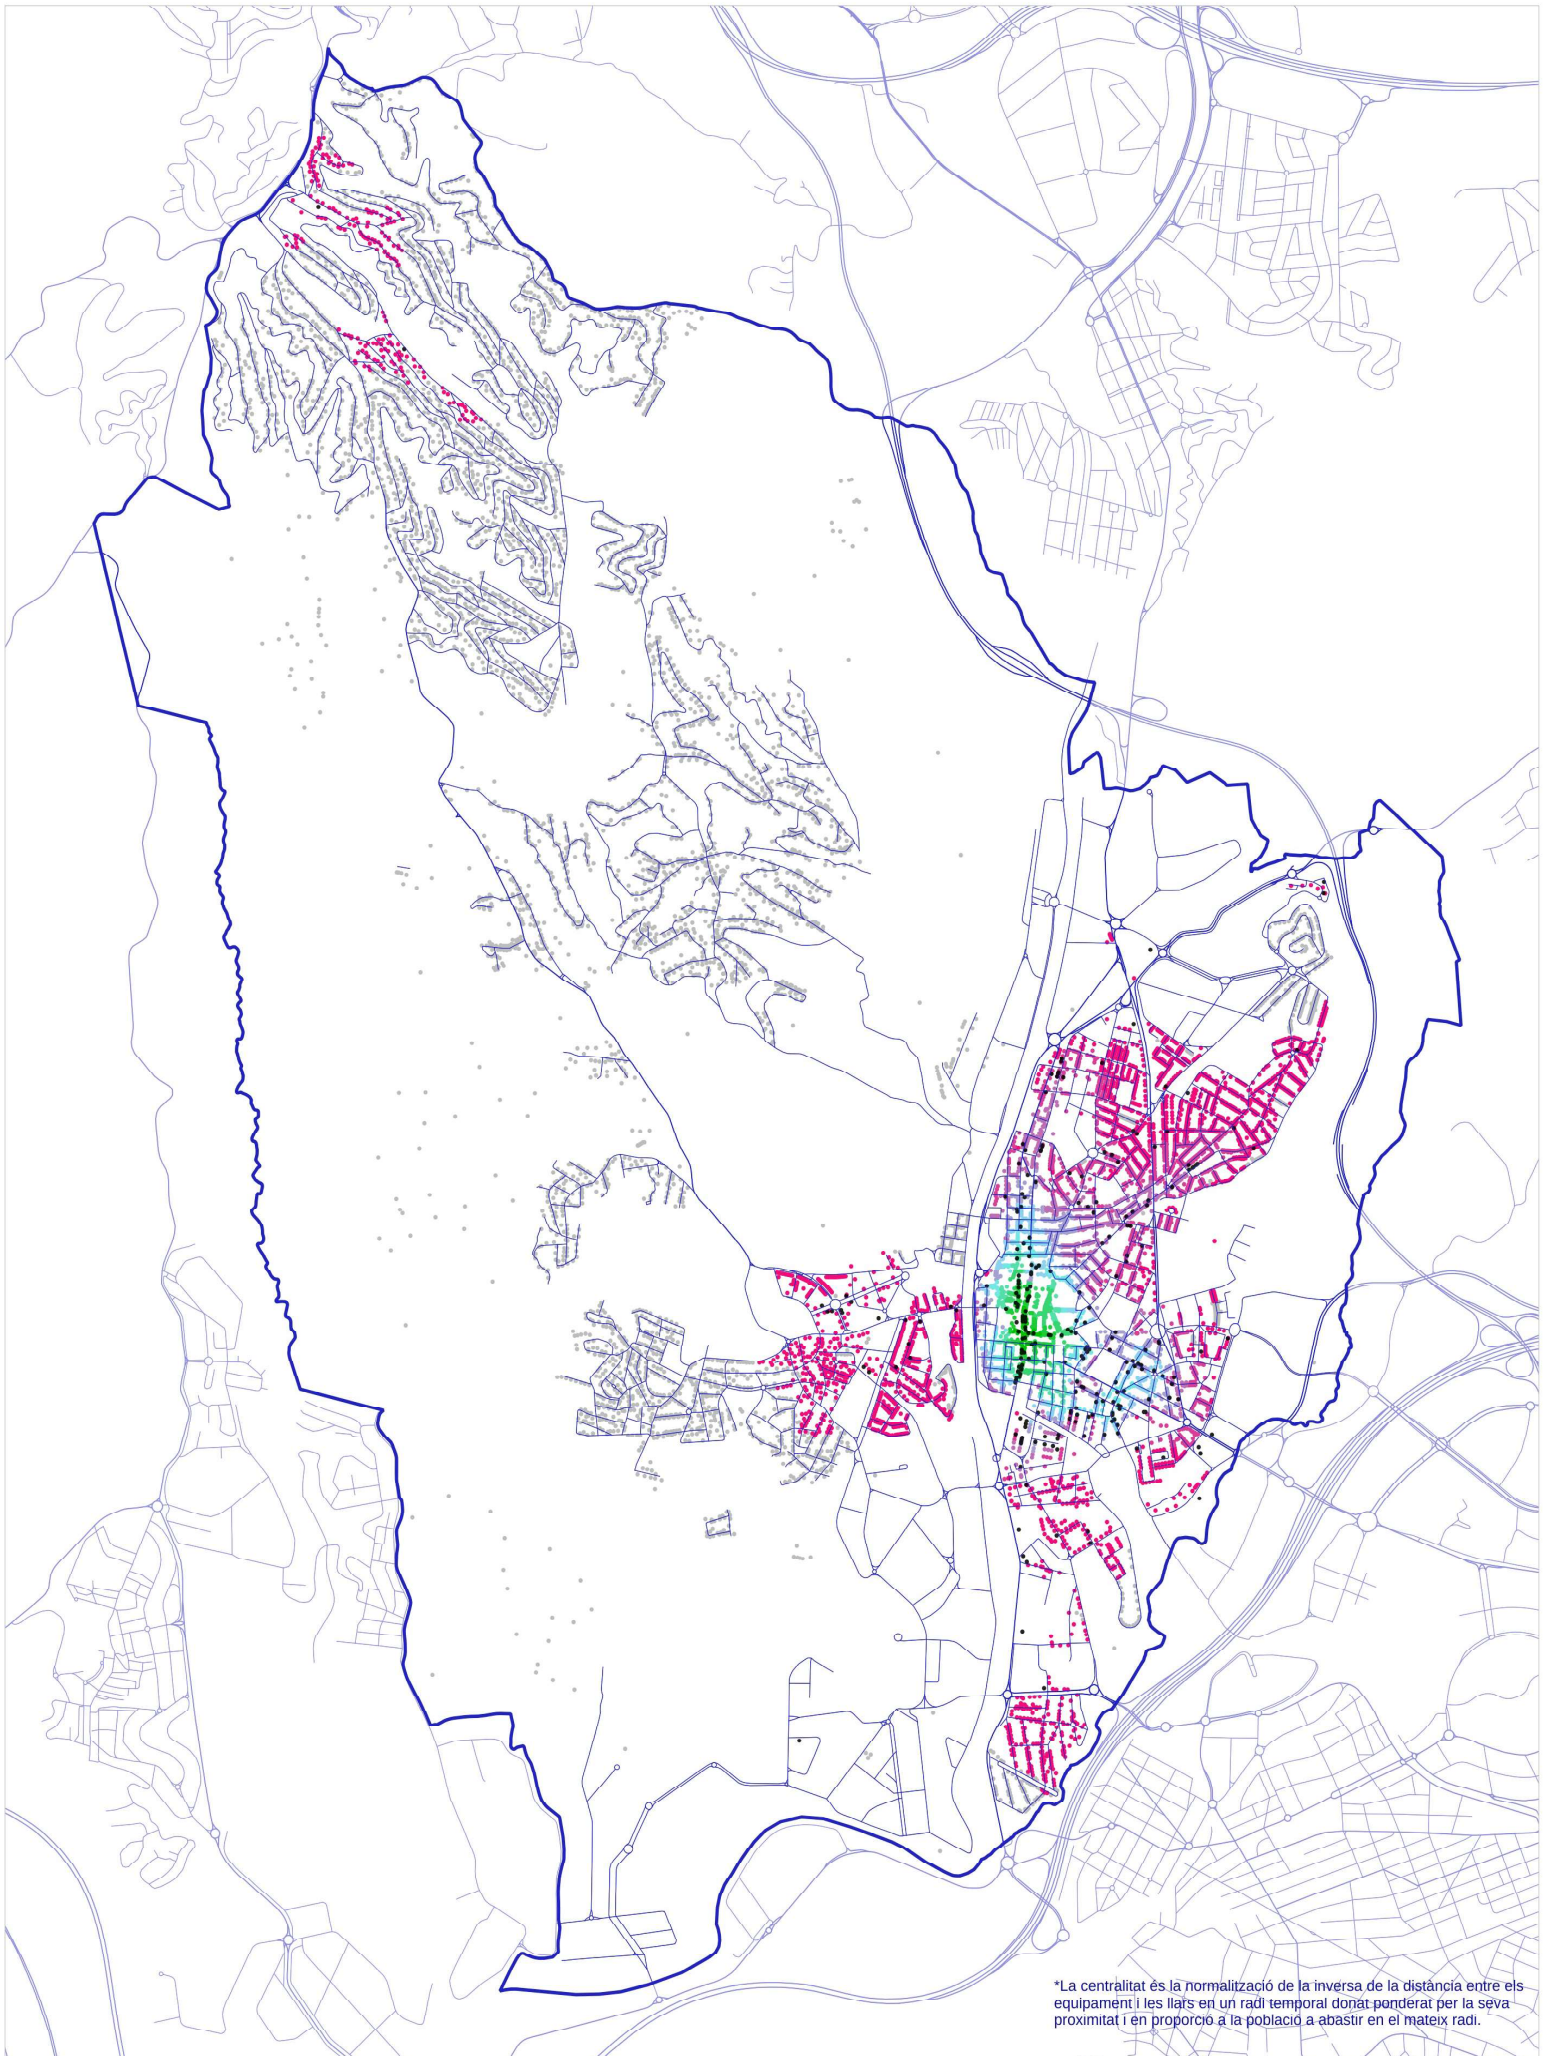 *La centralitat és la normalització de la inversa de la distància entre els
equipament i les llars en un radi temporal donat ponderat per la seva
proximitat i en proporció a la població a abastir en el mateix radi.